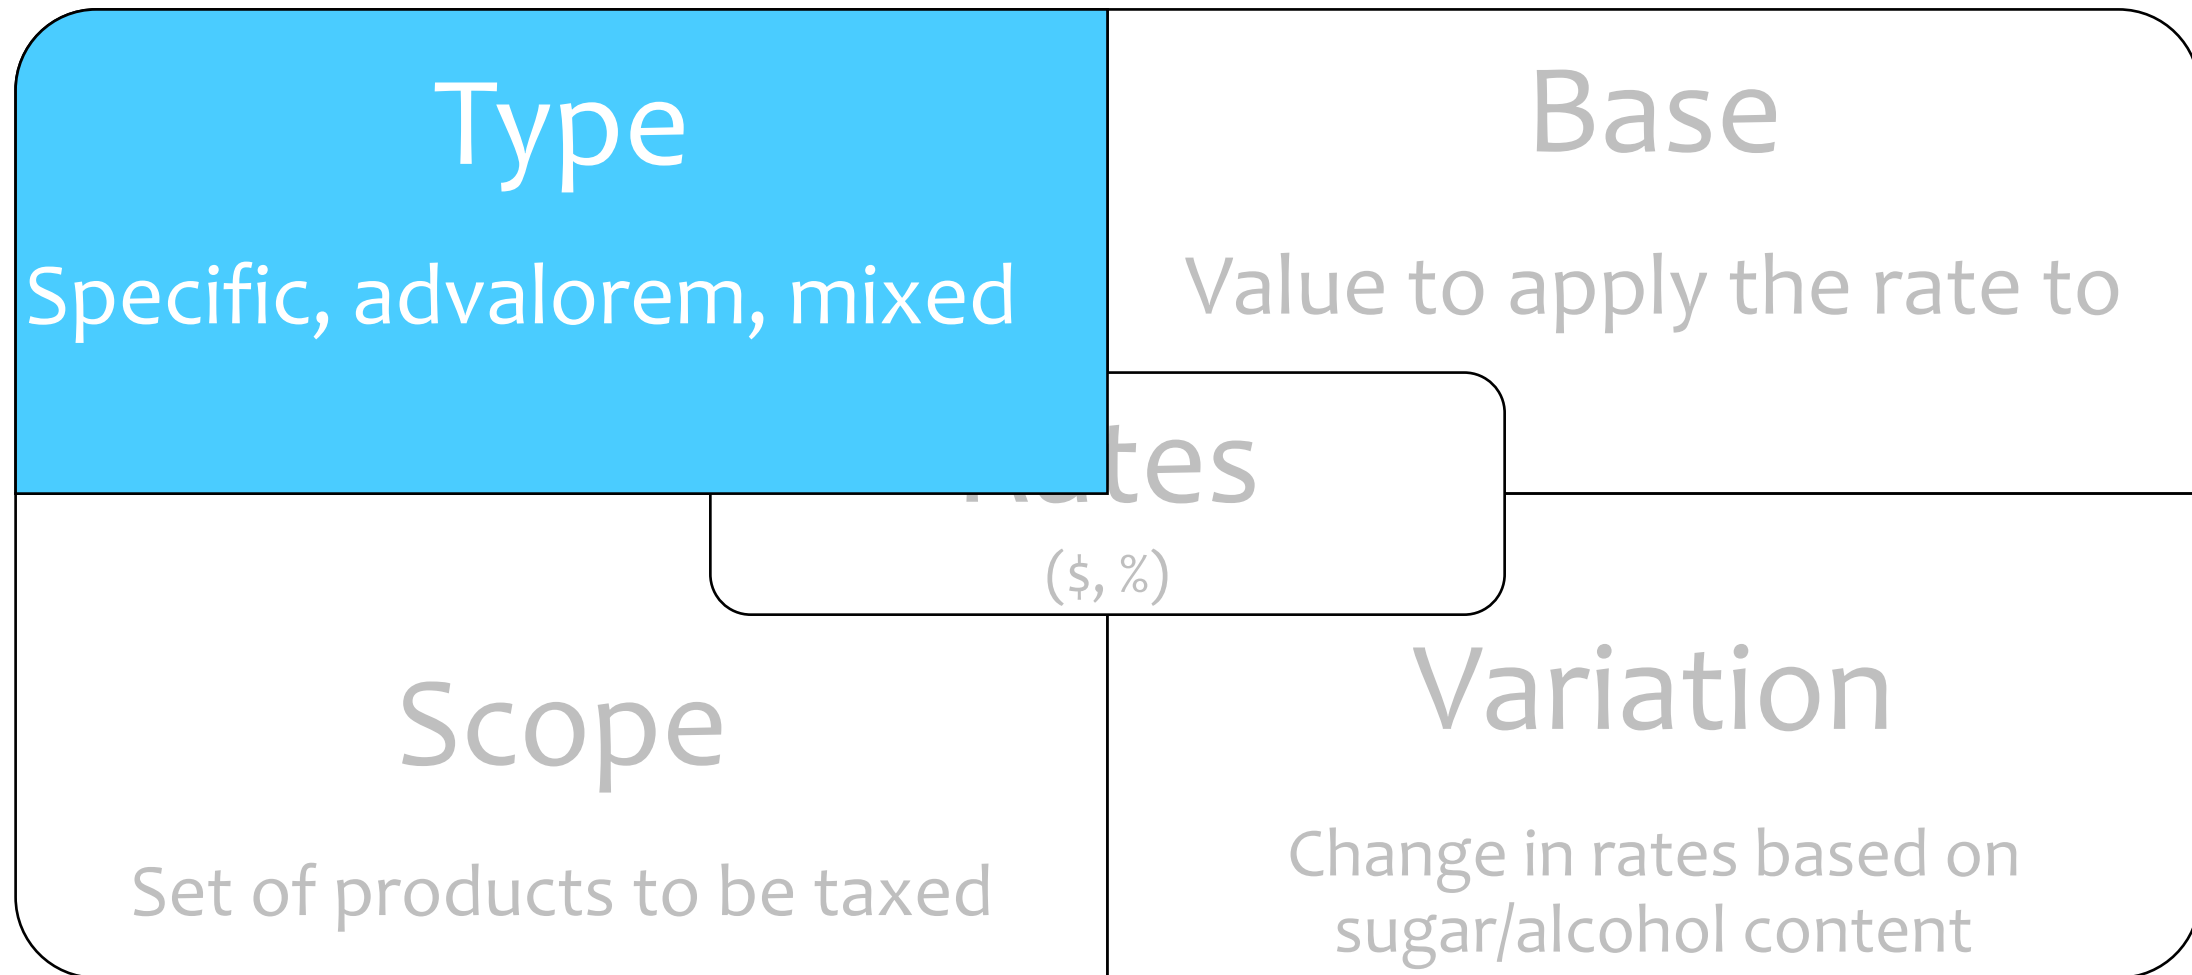 Type
Specific, advalorem, mixed
Base
Value to apply the rate to
tes
($, %)
Scope
Set of products to be taxed
Variation
Change in rates based on
sugar/alcohol content